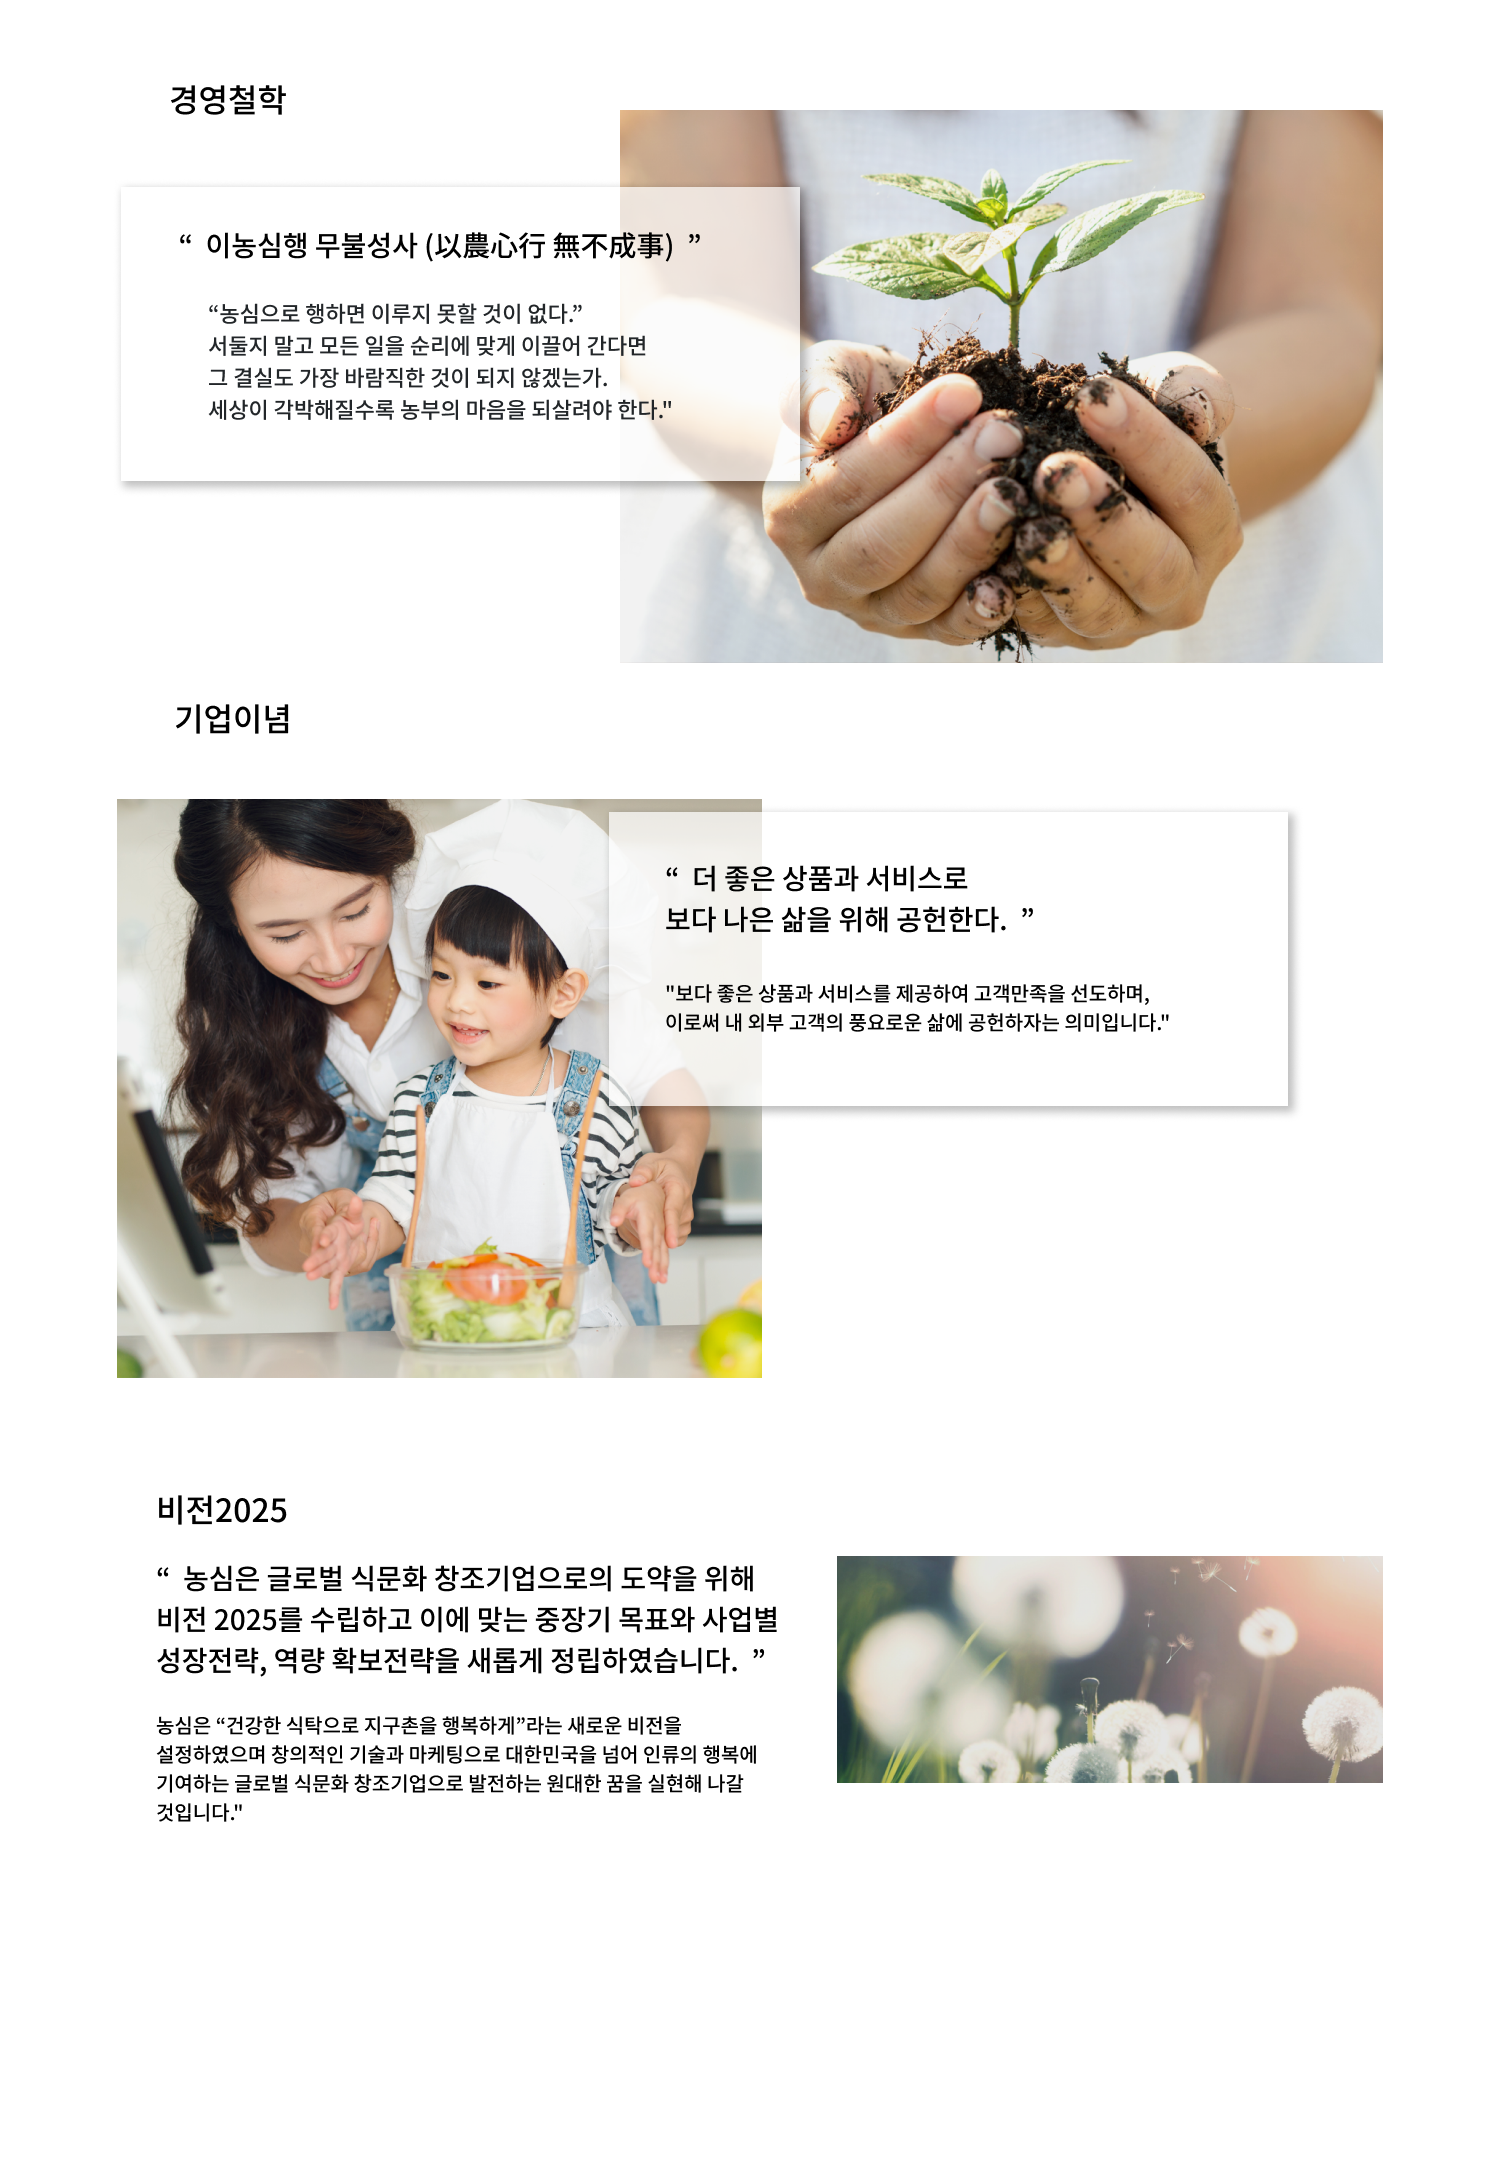 경영철학
“ 이농심행 무불성사 (以農心行 無不成事) ”
“농심으로 행하면 이루지 못할 것이 없다.”
서둘지 말고 모든 일을 순리에 맞게 이끌어 간다면
그 결실도 가장 바람직한 것이 되지 않겠는가.
세상이 각박해질수록 농부의 마음을 되살려야 한다."
기업이념
“ 더 좋은 상품과 서비스로
보다 나은 삶을 위해 공헌한다. ”
"보다 좋은 상품과 서비스를 제공하여 고객만족을 선도하며,
이로써 내 외부 고객의 풍요로운 삶에 공헌하자는 의미입니다."
비전2025
“ 농심은 글로벌 식문화 창조기업으로의 도약을 위해
비전 2025를 수립하고 이에 맞는 중장기 목표와 사업별
성장전략, 역량 확보전략을 새롭게 정립하였습니다. ”
농심은 “건강한 식탁으로 지구촌을 행복하게”라는 새로운 비전을
설정하였으며 창의적인 기술과 마케팅으로 대한민국을 넘어 인류의 행복에
기여하는 글로벌 식문화 창조기업으로 발전하는 원대한 꿈을 실현해 나갈
것입니다."